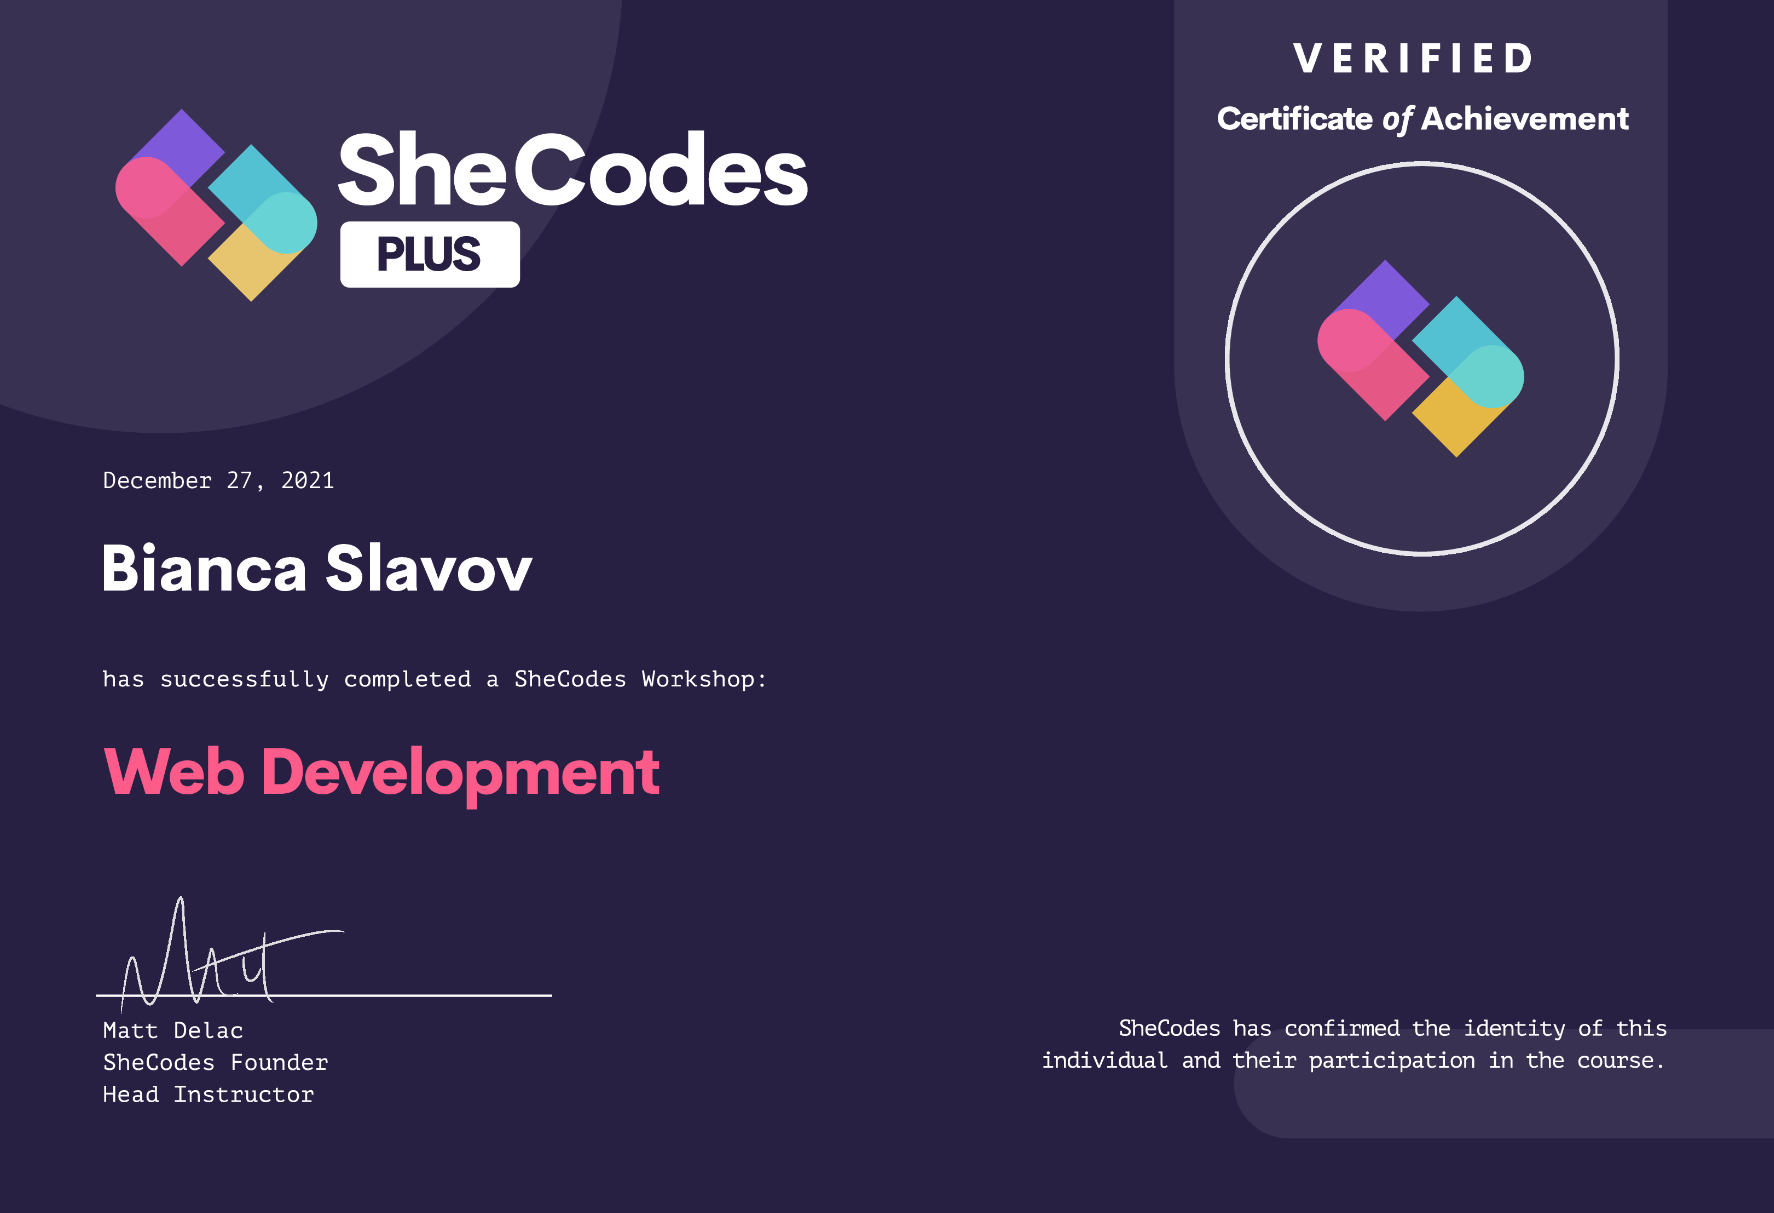 SheCodes
PLUS
VERIFIED
Certificate of Achievement
December 27, 2021
Bianca Slavov
has successfully completed a SheCodes Workshop:
Web Development
Matt
Matt Delac
SheCodes Founder
Head Instructor
SheCodes has confirmed the identity of this
individual and their participation in the course.